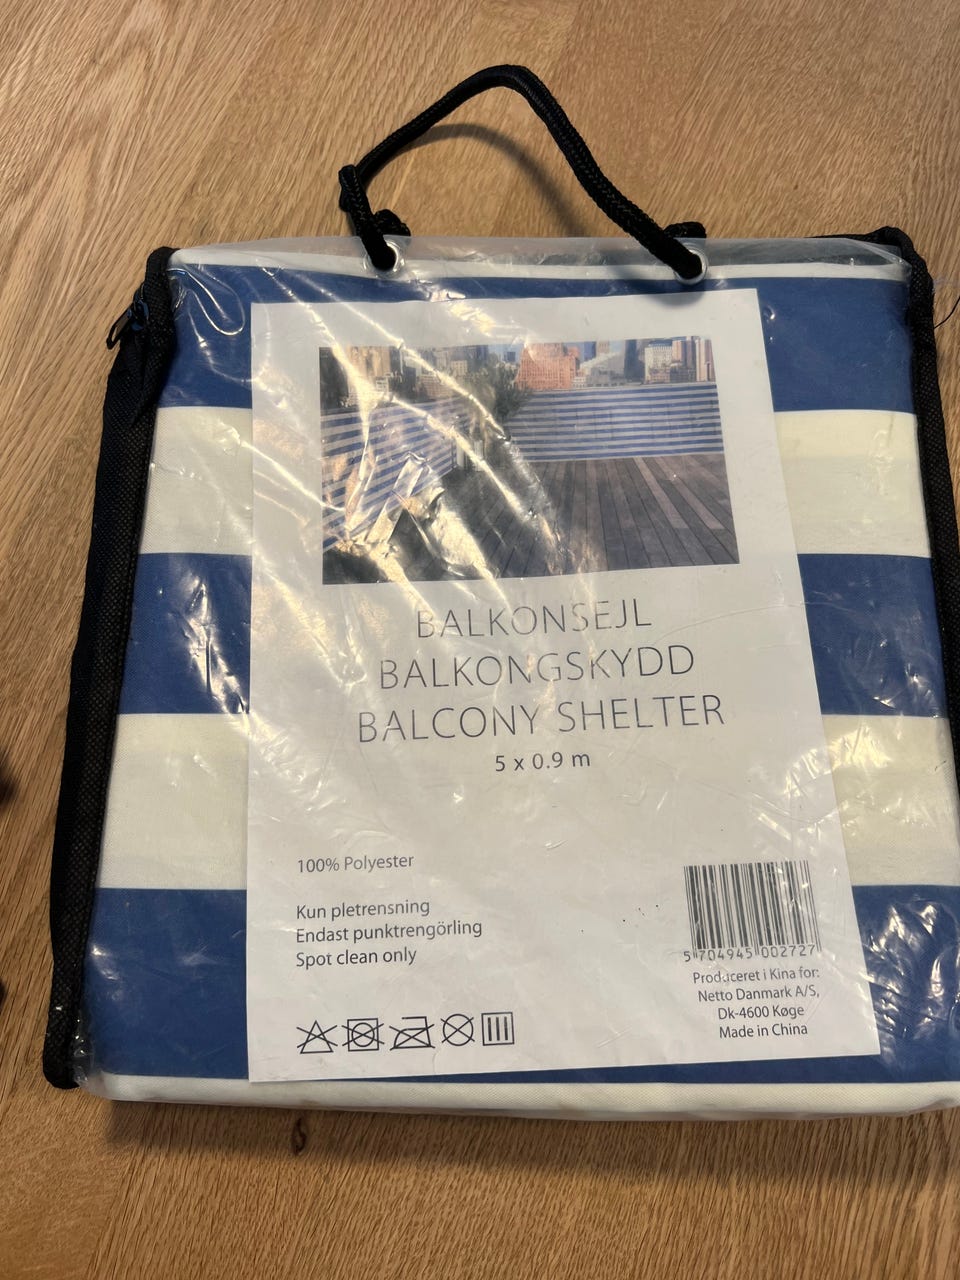 BALKONSEJL
BALKONGSKYDD
BALCONY SHELTER
5 x 0.9 m
100% Polyester
Kun pletrensning
Endast punktrengörling
Spot clean only
5 704945 002727
Produceret i Kina for:
Netto Danmark A/S,
Dk-4600 Køge
Made in China